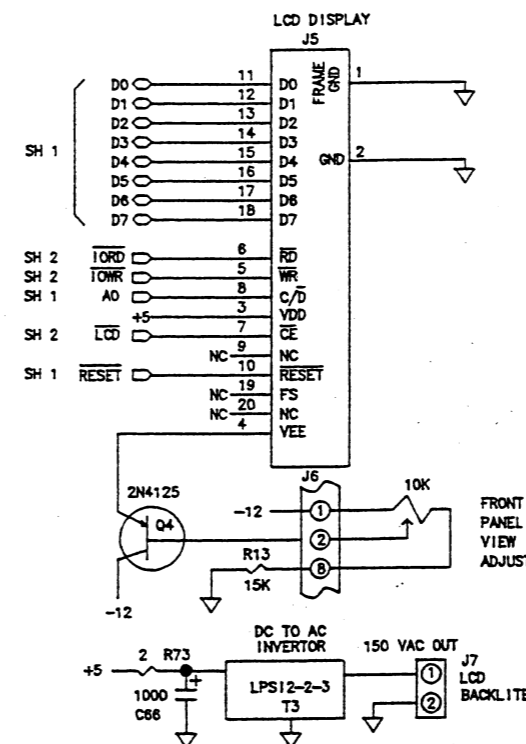 LCD DISPLAY
J5
D0 11 D0 FRAME GND 1
D1 12 D1
D2 13 D2
D3 14 D3
SH 1
D4 15 D4 GND 2
D5 16 D5
D6 17 D6
D7 18 D7
SH 2 IORD 6 RD
SH 2 IOWR 5 WR
SH 1 A0 8 C/D
+5 3 VDD
SH 2 LCD 7 CE
NC 9 NC
SH 1 RESET 10 RESET
NC 19 FS
NC 20 NC
4 VEE
J6
2N4125
Q4
-12
-12 1
2
8
R13
15K
10K
FRONT
PANEL
VIEW
ADJUST
DC TO AC
INVERTOR
150 VAC OUT
+5 2 R73
+
1000
C66
LPS12-2-3
T3
1
2
J7
LCD
BACKLITE